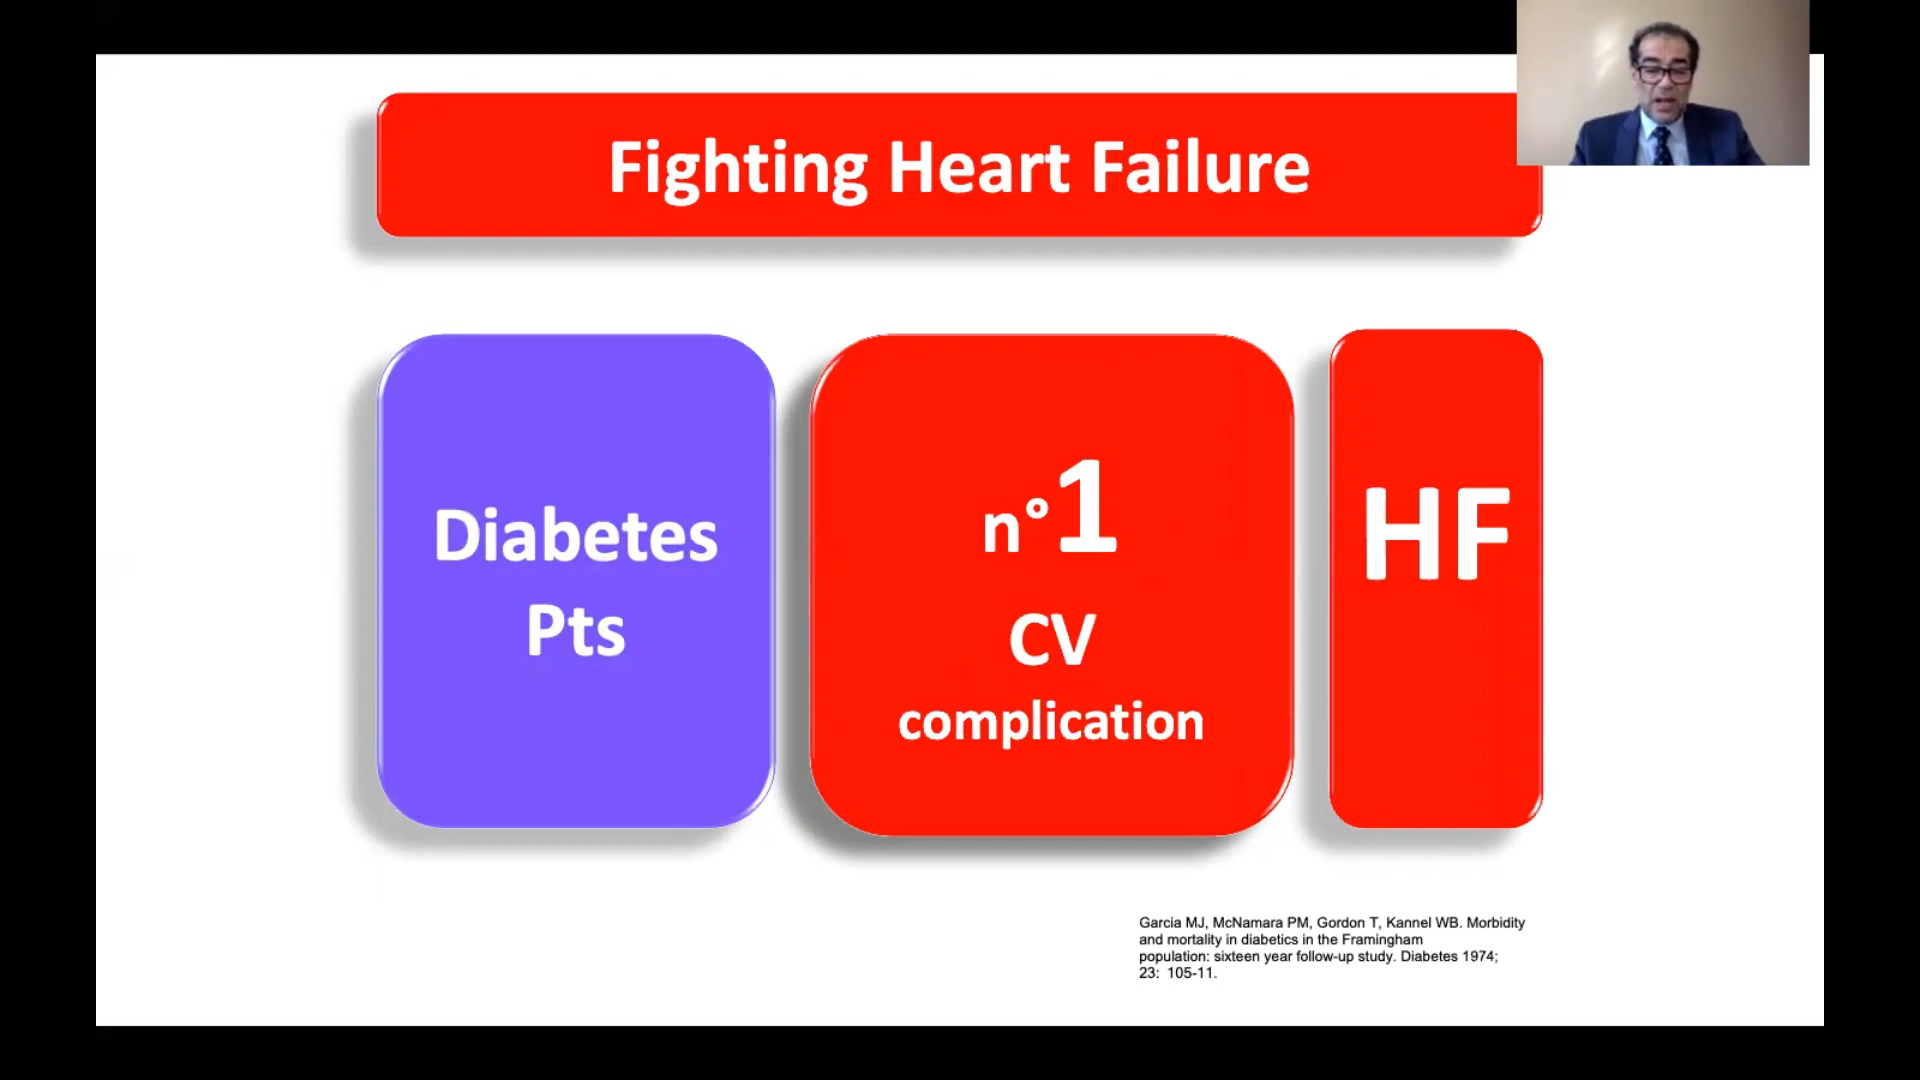 Fighting Heart Failure
Diabetes
Pts
n°1
CV
complication
HF
Garcia MJ, McNamara PM, Gordon T, Kannel WB. Morbidity
and mortality in diabetics in the Framingham
population: sixteen year follow-up study. Diabetes 1974;
23: 105-11.